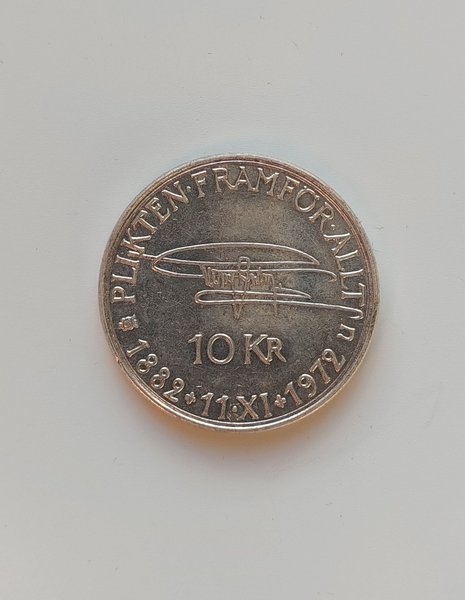 PLIKTEN·FRAMFÖR·ALLT
10 KR
U
1882·11·XI·1972